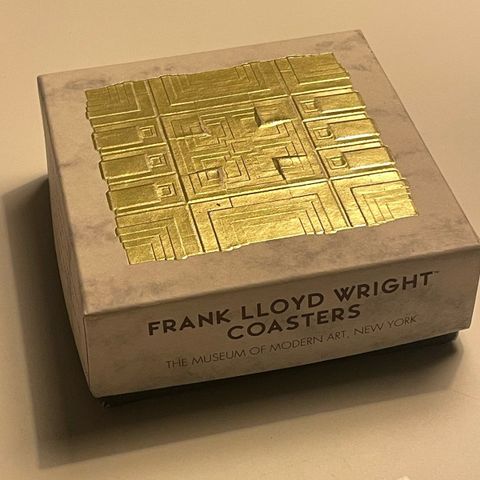 FRANK LLOYD WRIGHT™
COASTERS
THE MUSEUM OF MODERN ART, NEW YORK